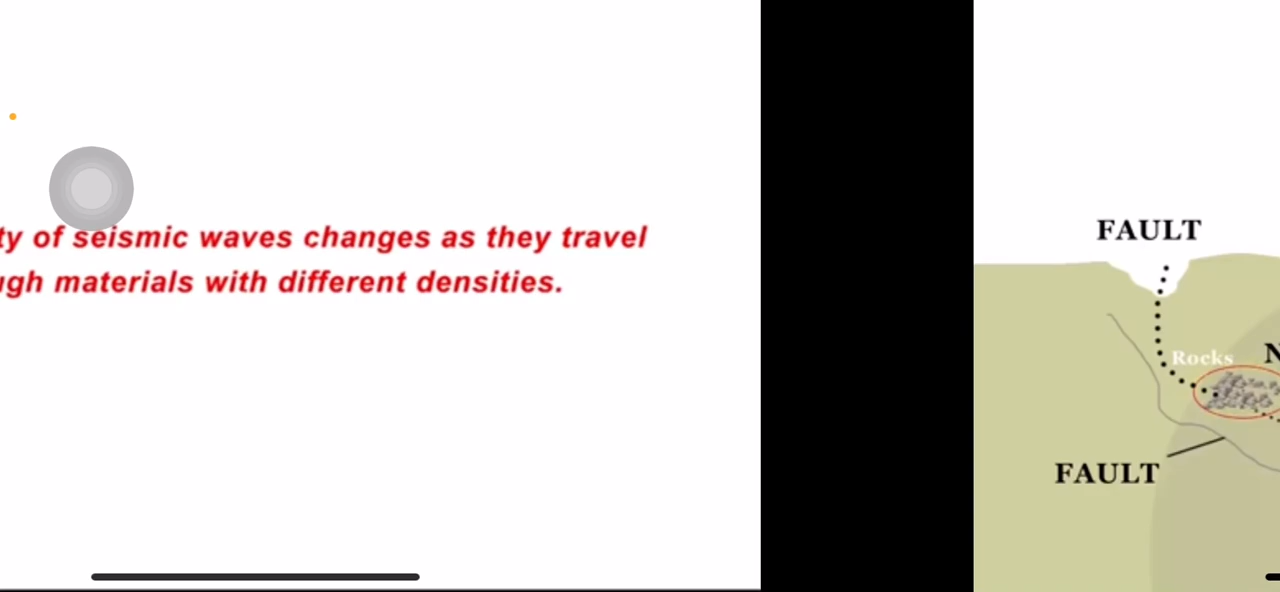 ty of seismic waves changes as they travel
ugh materials with different densities.
FAULT
Rocks
N
FAULT